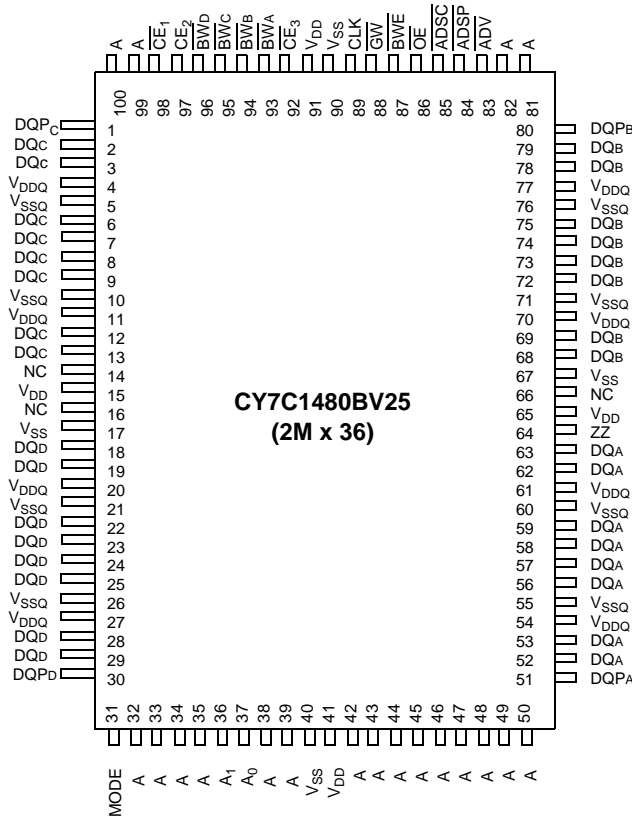 A A CE1 CE2 BWD BWC BWB BWA CE3 VDD VSS CLK GW BWE OE ADSC ADSP ADV A A
100 99 98 97 96 95 94 93 92 91 90 89 88 87 86 85 84 83 82 81
DQPC 1 80 DQPB
DQC 2 79 DQB
DQC 3 78 DQB
VDDQ 4 77 VDDQ
VSSQ 5 76 VSSQ
DQC 6 75 DQB
DQC 7 74 DQB
DQC 8 73 DQB
DQC 9 72 DQB
VSSQ 10 71 VSSQ
VDDQ 11 70 VDDQ
DQC 12 69 DQB
DQC 13 68 DQB
NC 14 67 VSS
VDD 15 66 NC
NC 16 65 VDD
VSS 17 64 ZZ
CY7C1480BV25
(2M x 36)
DQD 18 63 DQA
DQD 19 62 DQA
VDDQ 20 61 VDDQ
VSSQ 21 60 VSSQ
DQD 22 59 DQA
DQD 23 58 DQA
DQD 24 57 DQA
DQD 25 56 DQA
VSSQ 26 55 VSSQ
VDDQ 27 54 VDDQ
DQD 28 53 DQA
DQD 29 52 DQA
DQPD 30 51 DQPA
31 32 33 34 35 36 37 38 39 40 41 42 43 44 45 46 47 48 49 50
MODE A A A A A1 A0 A A VSS VDD A A A A A A A A A